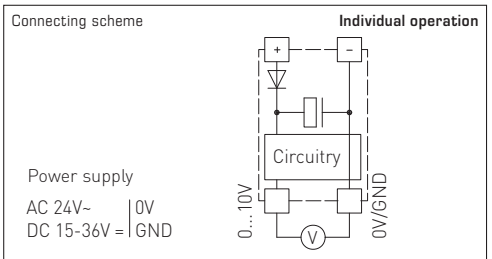 Connecting scheme
Individual operation
+ −
Circuitry
Power supply
AC 24V~ | 0V
DC 15-36V = | GND
0...10V
0V/GND
V